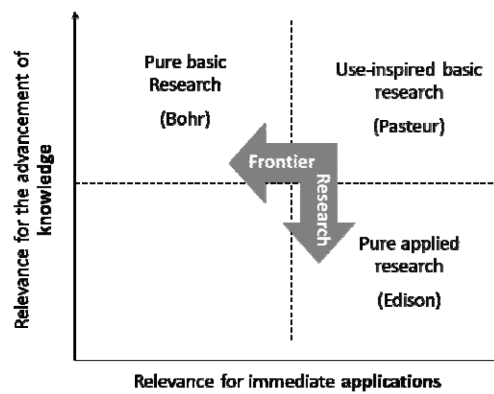 Pure basic
Research
(Bohr)
Use-inspired basic
research
(Pasteur)
Frontier
Research
Pure applied
research
(Edison)
Relevance for the advancement of
knowledge
Relevance for immediate applications